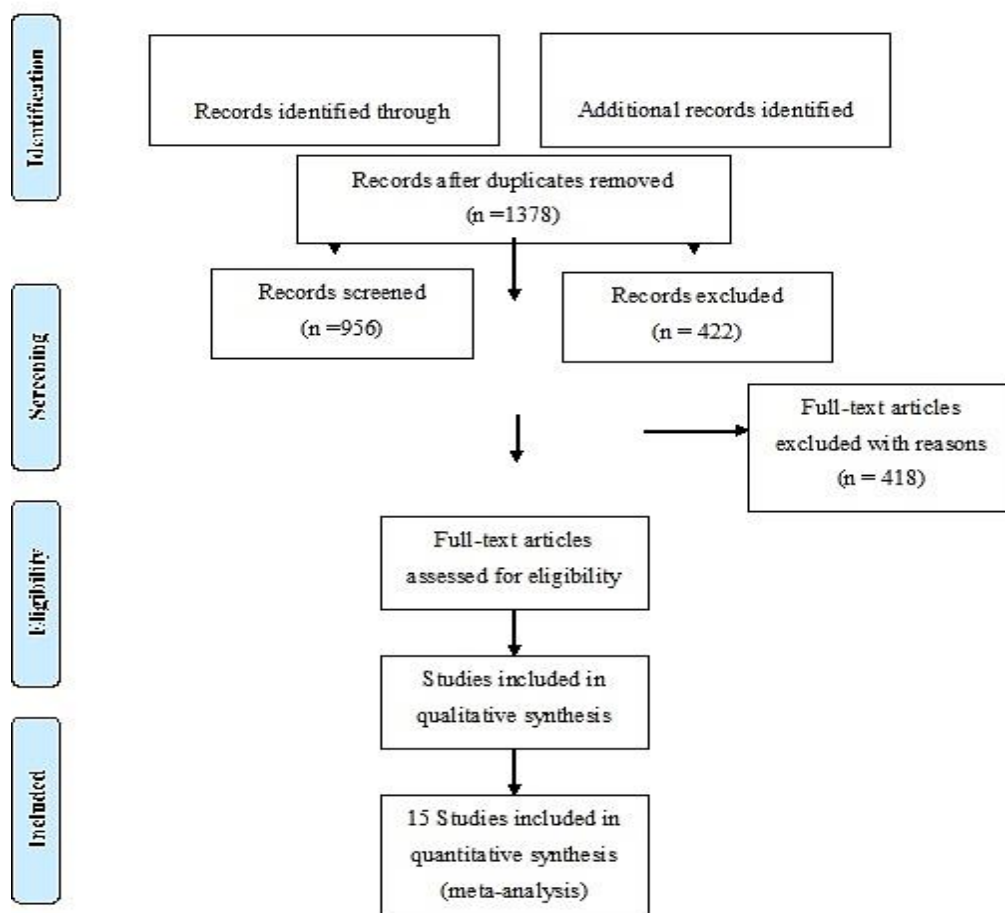 Identification
Records identified through
Additional records identified
Records after duplicates removed
(n =1378)
Screening
Records screened
(n =956)
Records excluded
(n = 422)
Full-text articles
excluded with reasons
(n = 418)
Eligibility
Full-text articles
assessed for eligibility
Studies included in
qualitative synthesis
Included
15 Studies included in
quantitative synthesis
(meta-analysis)